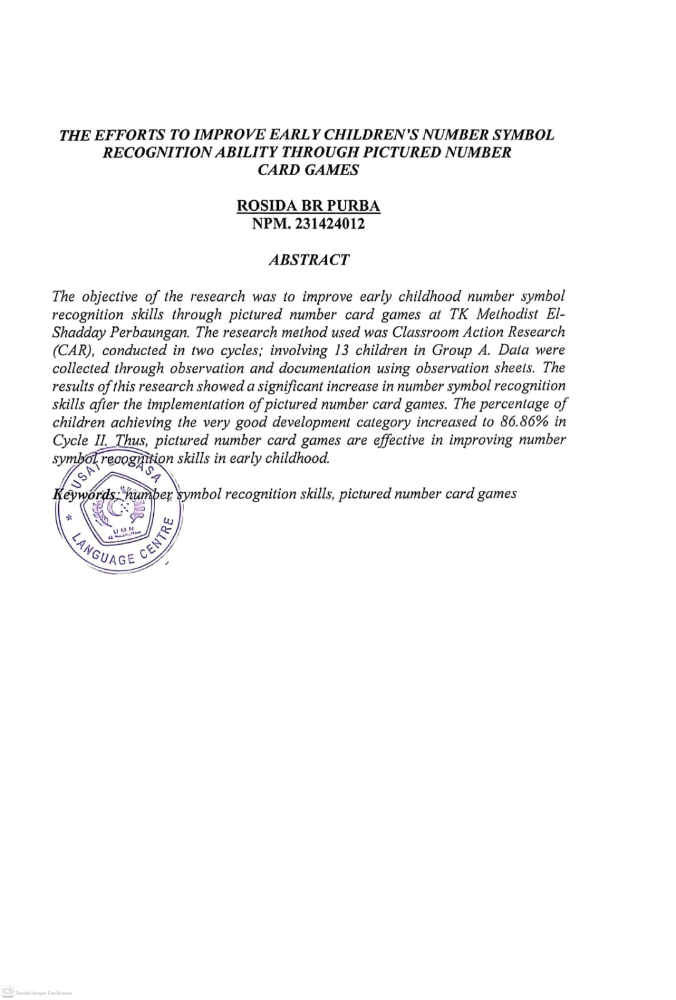 THE EFFORTS TO IMPROVE EARLY CHILDREN'S NUMBER SYMBOL
RECOGNITION ABILITY THROUGH PICTURED NUMBER
CARD GAMES
ROSIDA BR PURBA
NPM. 231424012
ABSTRACT
The objective of the research was to improve early childhood number symbol
recognition skills through pictured number card games at TK Methodist El-
Shadday Perbaungan. The research method used was Classroom Action Research
(CAR), conducted in two cycles; involving 13 children in Group A. Data were
collected through observation and documentation using observation sheets. The
results of this research showed a significant increase in number symbol recognition
skills after the implementation of pictured number card games. The percentage of
children achieving the very good development category increased to 86.86% in
Cycle II. Thus, pictured number card games are effective in improving number
symbol recognition skills in early childhood.
Keywords: number symbol recognition skills, pictured number card games
UMN
LANGUAGE CENTRE
CS Dipindai dengan CamScanner